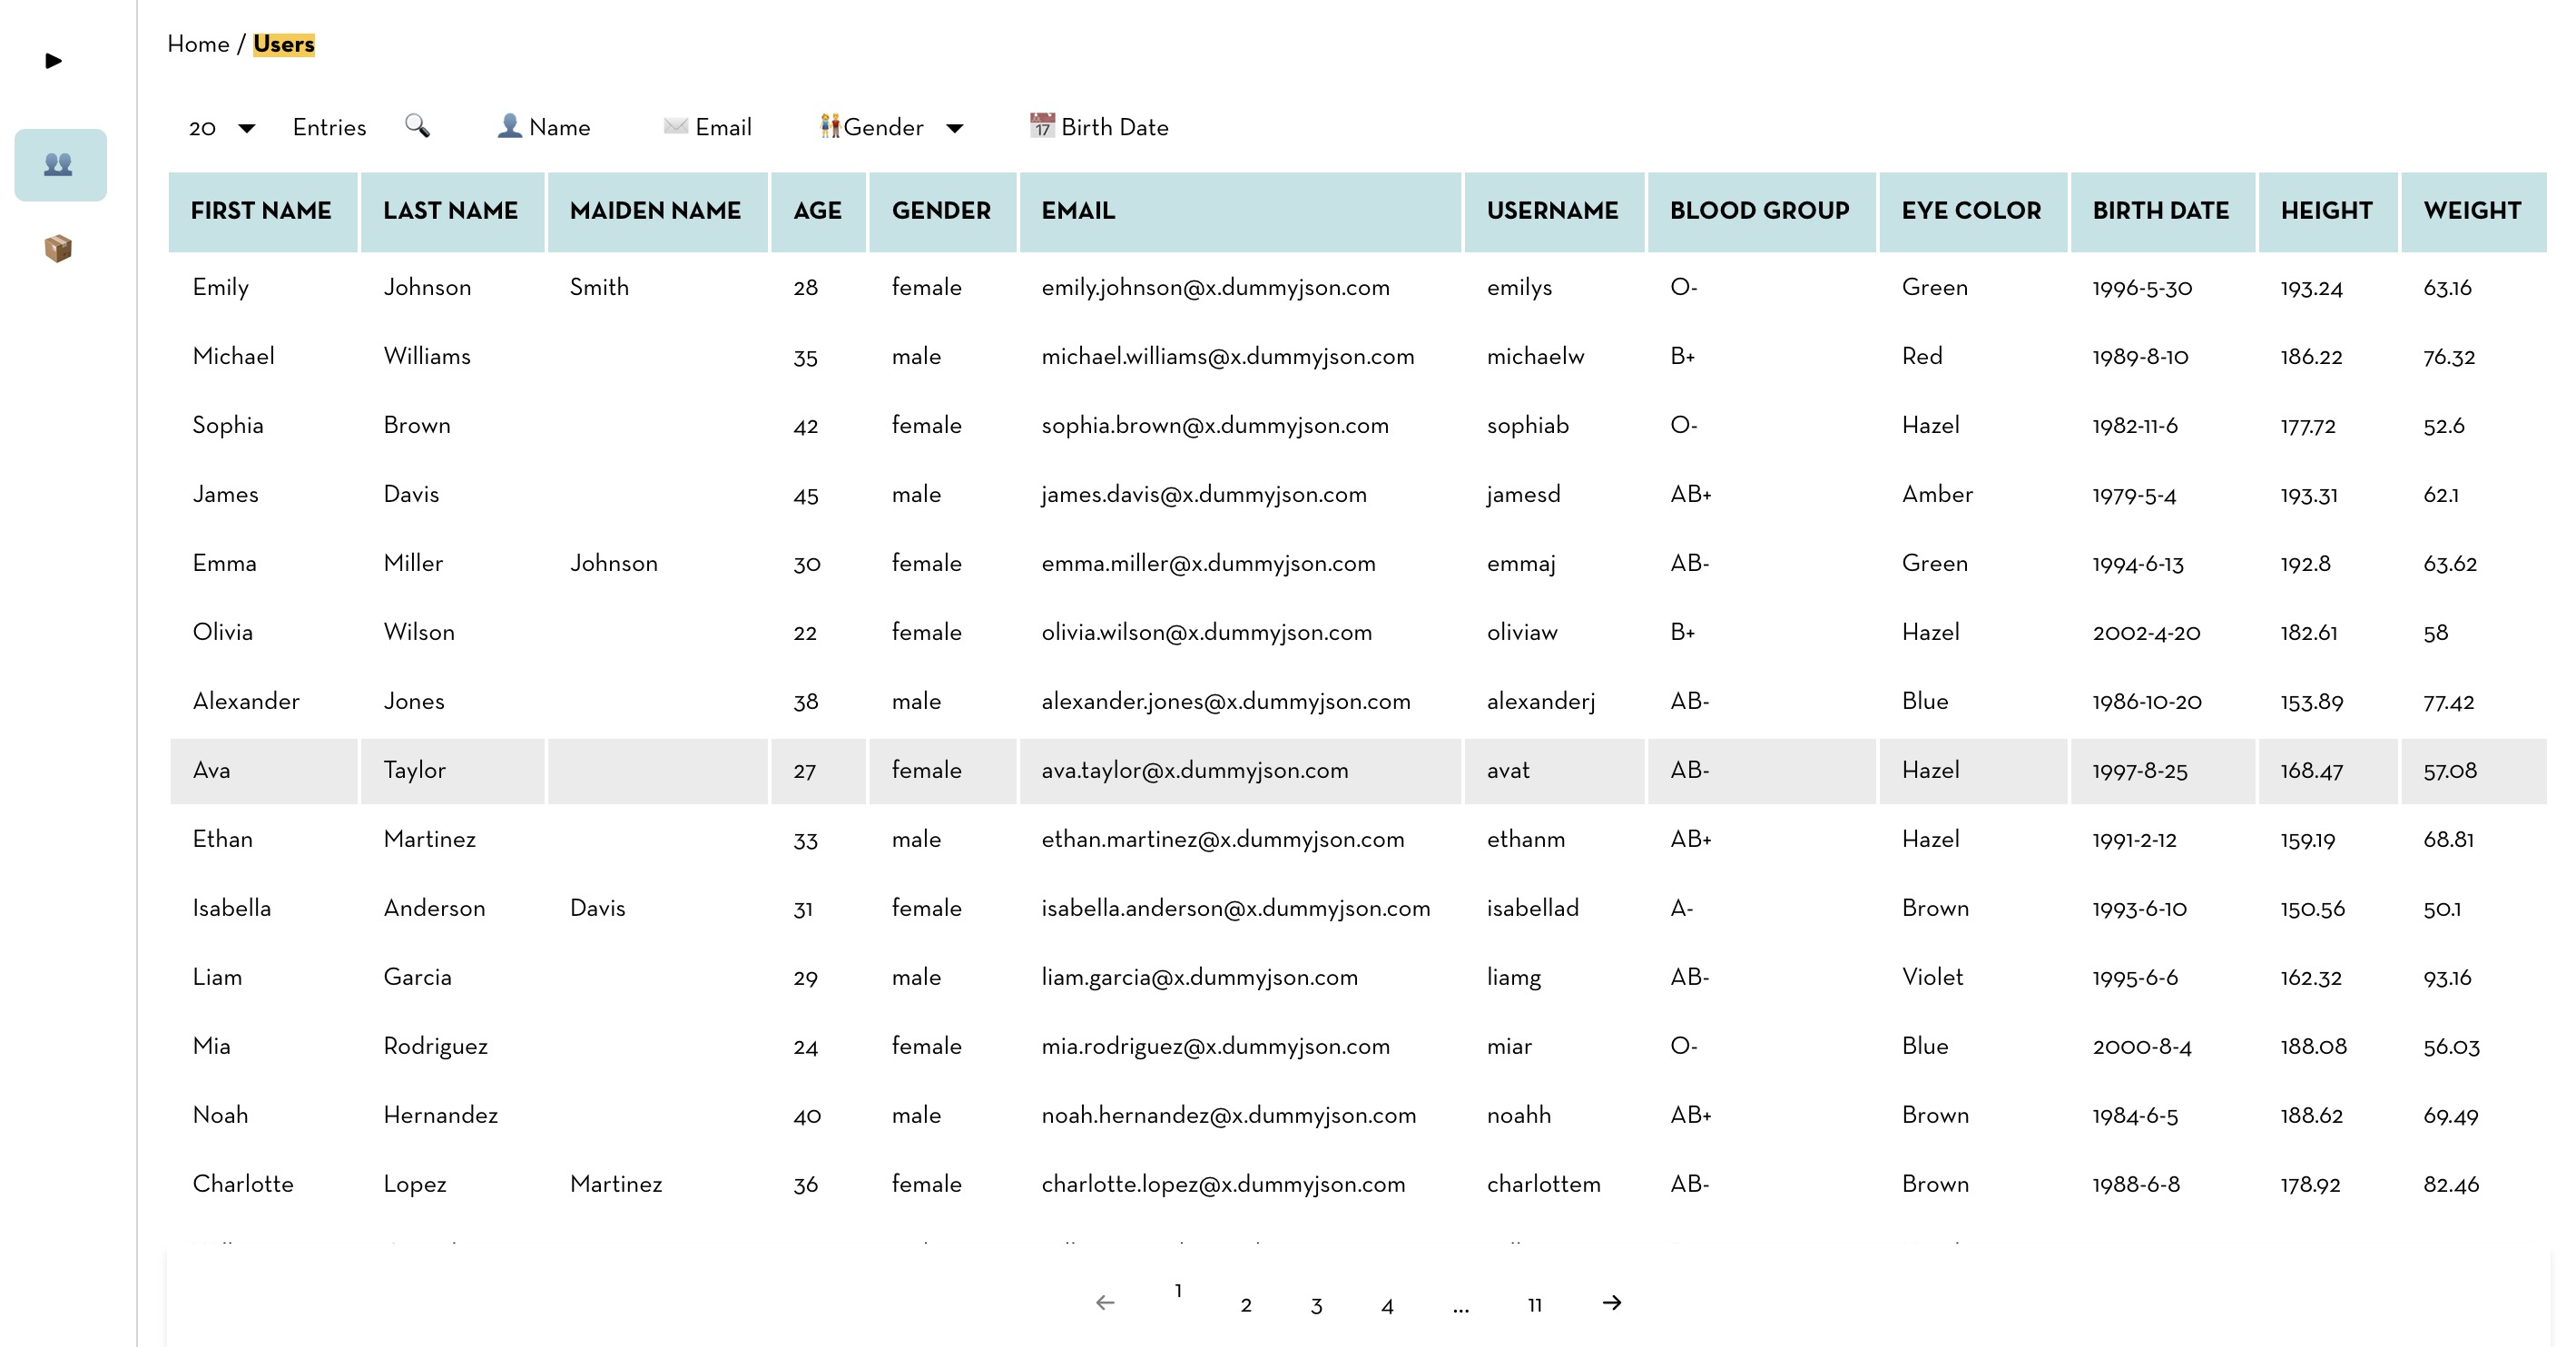 Home / Users
20 Entries Name Email Gender Birth Date
FIRST NAME LAST NAME MAIDEN NAME AGE GENDER EMAIL USERNAME BLOOD GROUP EYE COLOR BIRTH DATE HEIGHT WEIGHT
Emily Johnson Smith 28 female emily.johnson@x.dummyjson.com emilys O- Green 1996-5-30 193.24 63.16
Michael Williams 35 male michael.williams@x.dummyjson.com michaelw B+ Red 1989-8-10 186.22 76.32
Sophia Brown 42 female sophia.brown@x.dummyjson.com sophiab O- Hazel 1982-11-6 177.72 52.6
James Davis 45 male james.davis@x.dummyjson.com jamesd AB+ Amber 1979-5-4 193.31 62.1
Emma Miller Johnson 30 female emma.miller@x.dummyjson.com emmaj AB- Green 1994-6-13 192.8 63.62
Olivia Wilson 22 female olivia.wilson@x.dummyjson.com oliviaw B+ Hazel 2002-4-20 182.61 58
Alexander Jones 38 male alexander.jones@x.dummyjson.com alexanderj AB- Blue 1986-10-20 153.89 77.42
Ava Taylor 27 female ava.taylor@x.dummyjson.com avat AB- Hazel 1997-8-25 168.47 57.08
Ethan Martinez 33 male ethan.martinez@x.dummyjson.com ethanm AB+ Hazel 1991-2-12 159.19 68.81
Isabella Anderson Davis 31 female isabella.anderson@x.dummyjson.com isabellad A- Brown 1993-6-10 150.56 50.1
Liam Garcia 29 male liam.garcia@x.dummyjson.com liamg AB- Violet 1995-6-6 162.32 93.16
Mia Rodriguez 24 female mia.rodriguez@x.dummyjson.com miar O- Blue 2000-8-4 188.08 56.03
Noah Hernandez 40 male noah.hernandez@x.dummyjson.com noahh AB+ Brown 1984-6-5 188.62 69.49
Charlotte Lopez Martinez 36 female charlotte.lopez@x.dummyjson.com charlottem AB- Brown 1988-6-8 178.92 82.46
← 1 2 3 4 ... 11 →